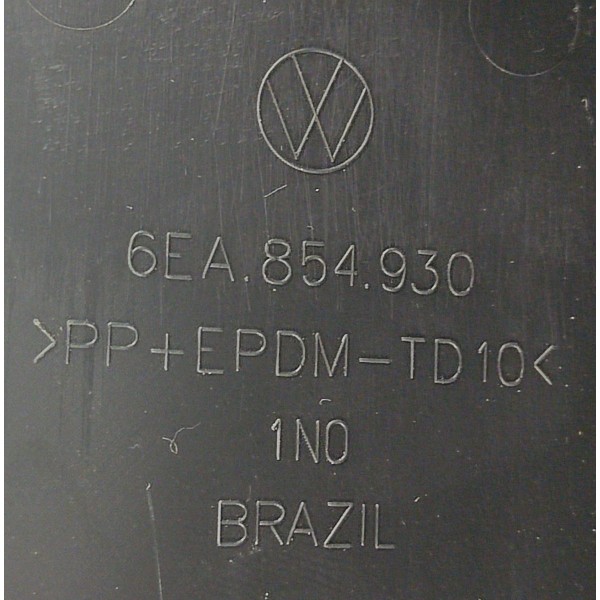 6EA.854.930
>PP+EPDM-TD10<
1N0
BRAZIL